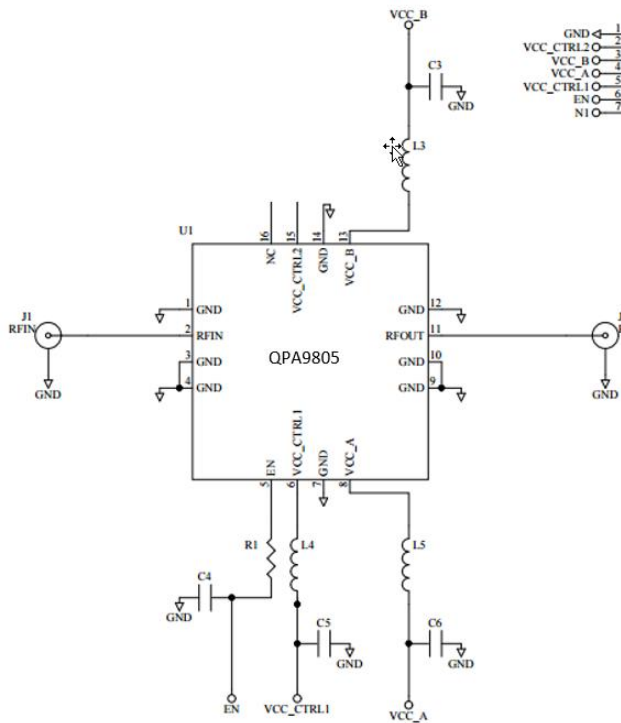 VCC_B
C3
GND
L3
GND 1
VCC_CTRL2 2
VCC_B 3
VCC_A 4
VCC_CTRL1 5
EN 6
N1 7
U1
16 15 14 13
NC VCC_CTRL2 GND VCC_B
J1
RFIN
GND
1 GND
2 RFIN
3 GND
4 GND
QPA9805
GND 12
RFOUT 11
GND 10
GND 9
J
GND
EN VCC_CTRL1 GND VCC_A
5 6 7 8
R1
L4
L5
C4
GND
C5
GND
C6
GND
EN
VCC_CTRL1
VCC_A